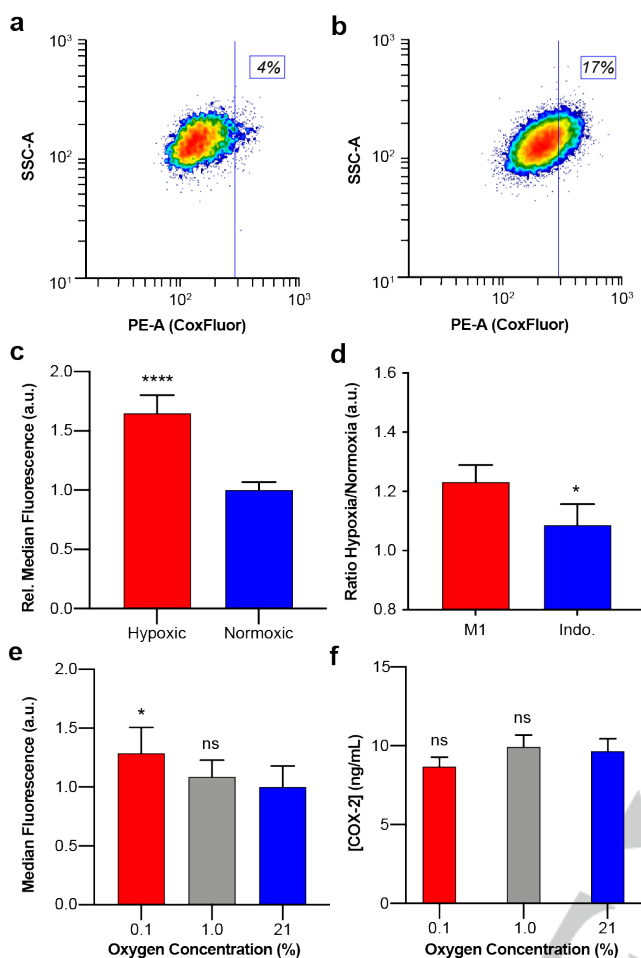 a
10³
4%
SSC-A
10²
10¹
10²
10³
PE-A (CoxFluor)
b
10³
17%
SSC-A
10²
10¹
10²
10³
PE-A (CoxFluor)
c
Rel. Median Fluorescence (a.u.)
2.0
1.5
1.0
0.5
0.0
****
Hypoxic
Normoxic
d
Ratio Hypoxia/Normoxia (a.u.)
1.6
1.4
1.2
1.0
0.8
*
M1
Indo.
e
Median Fluorescence (a.u.)
2.0
1.5
1.0
0.5
0.0
*
ns
0.1
1.0
21
Oxygen Concentration (%)
f
[COX-2] (ng/mL)
15
10
5
0
ns
ns
0.1
1.0
21
Oxygen Concentration (%)